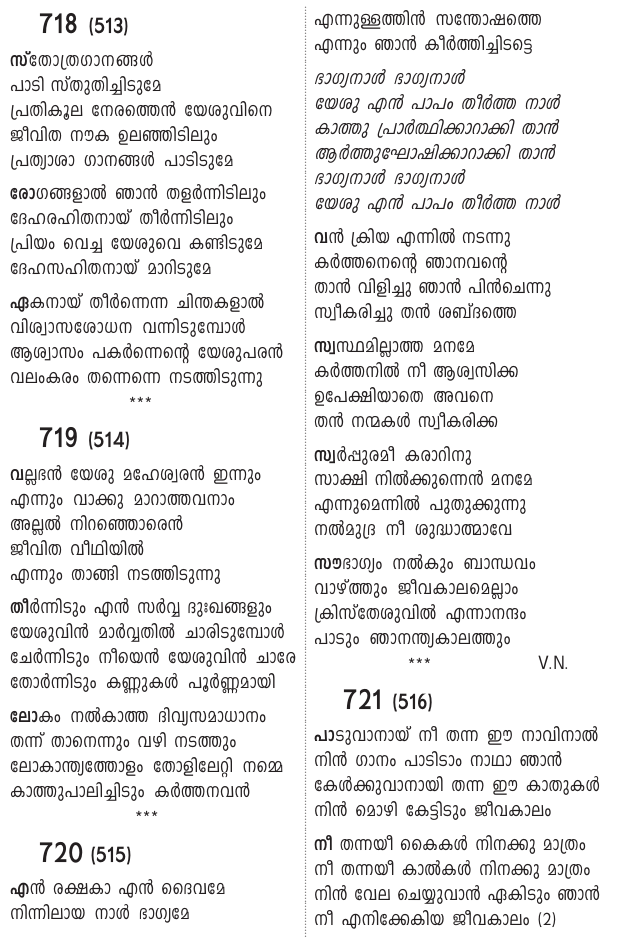 718 (513)
സ്തോത്രഗാനങ്ങൾ
പാടി സ്തുതിച്ചിടുമേ
പ്രതികൂല നേരത്തെൻ യേശുവിനെ
ജീവിത നൗക ഉലഞ്ഞിടിലും
പ്രത്യാശാ ഗാനങ്ങൾ പാടിടുമേ
രോഗങ്ങളാൽ ഞാൻ തളർന്നിടിലും
ദേഹരഹിതനായ് തീർന്നിടിലും
പ്രിയം വെച്ച യേശുവെ കണ്ടിടുമേ
ദേഹസഹിതനായ് മാറിടുമേ
ഏകനായ് തീർന്നെന്ന ചിന്തകളാൽ
വിശ്വാസശോധന വന്നിടുമ്പോൾ
ആശ്വാസം പകർന്നെന്റെ യേശുപരൻ
വലംകരം തന്നെന്നെ നടത്തിടുന്നു
***
719 (514)
വല്ലഭൻ യേശു മഹേശ്വരൻ ഇന്നും
എന്നും വാക്കു മാറാത്തവനാം
അല്ലൽ നിറഞ്ഞൊരെൻ
ജീവിത വീഥിയിൽ
എന്നും താങ്ങി നടത്തിടുന്നു
തീർന്നിടും എൻ സർവ്വ ദുഃഖങ്ങളും
യേശുവിൻ മാർവ്വതിൽ ചാരിടുമ്പോൾ
ചേർന്നിടും നീയെൻ യേശുവിൻ ചാരേ
തോർന്നിടും കണ്ണുകൾ പൂർണ്ണമായി
ലോകം നൽകാത്ത ദിവ്യസമാധാനം
തന്ന് താനെന്നും വഴി നടത്തും
ലോകാന്ത്യത്തോളം തോളിലേറ്റി നമ്മെ
കാത്തുപാലിച്ചിടും കർത്തനവൻ
***
720 (515)
എൻ രക്ഷകാ എൻ ദൈവമേ
നിന്നിലായ നാൾ ഭാഗ്യമേ
എന്നുള്ളത്തിൻ സന്തോഷത്തെ
എന്നും ഞാൻ കീർത്തിച്ചിടട്ടെ
ഭാഗ്യനാൾ ഭാഗ്യനാൾ
യേശു എൻ പാപം തീർത്ത നാൾ
കാത്തു പ്രാർത്ഥിക്കാറാക്കി താൻ
ആർത്തുഘോഷിക്കാറാക്കി താൻ
ഭാഗ്യനാൾ ഭാഗ്യനാൾ
യേശു എൻ പാപം തീർത്ത നാൾ
വൻ ക്രിയ എന്നിൽ നടന്നു
കർത്തനെന്റെ ഞാനവന്റെ
താൻ വിളിച്ചു ഞാൻ പിൻചെന്നു
സ്വീകരിച്ചു തൻ ശബ്ദത്തെ
സ്വസ്ഥമില്ലാത്ത മനമേ
കർത്തനിൽ നീ ആശ്വസിക്ക
ഉപേക്ഷിയാതെ അവനെ
തൻ നന്മകൾ സ്വീകരിക്ക
സ്വർപ്പുരമീ കരാറിനു
സാക്ഷി നിൽക്കുന്നെൻ മനമേ
എന്നുമെന്നിൽ പുതുക്കുന്നു
നൽമുദ്ര നീ ശുദ്ധാത്മാവേ
സൗഭാഗ്യം നൽകും ബാന്ധവം
വാഴ്ത്തും ജീവകാലമെല്ലാം
ക്രിസ്തേശുവിൽ എന്നാനന്ദം
പാടും ഞാനന്ത്യകാലത്തും
*** V.N.
721 (516)
പാടുവാനായ് നീ തന്ന ഈ നാവിനാൽ
നിൻ ഗാനം പാടിടാം നാഥാ ഞാൻ
കേൾക്കുവാനായി തന്ന ഈ കാതുകൾ
നിൻ മൊഴി കേട്ടിടും ജീവകാലം
നീ തന്നയീ കൈകൾ നിനക്കു മാത്രം
നീ തന്നയീ കാൽകൾ നിനക്കു മാത്രം
നിൻ വേല ചെയ്യുവാൻ ഏകിടും ഞാൻ
നീ എനിക്കേകിയ ജീവകാലം (2)